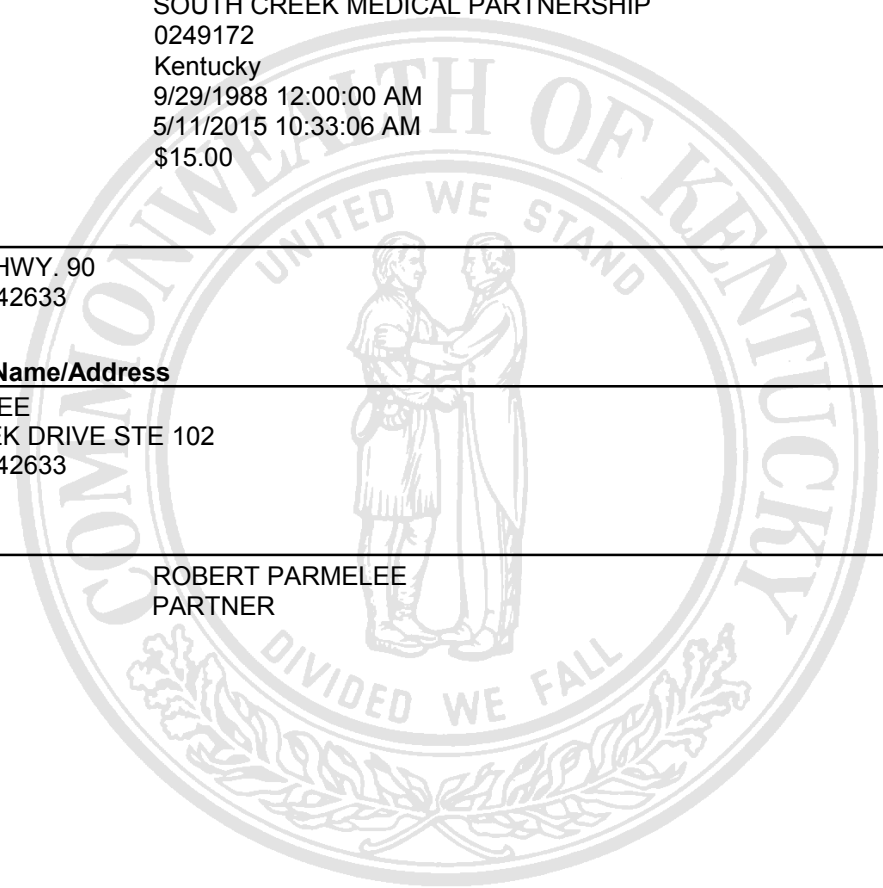 SOUTH CREEK MEDICAL PARTNERSHIP
0249172
Kentucky
9/29/1988 12:00:00 AM
5/11/2015 10:33:06 AM
$15.00
HWY. 90
42633
Name/Address
EE
EK DRIVE STE 102
42633
ROBERT PARMELEE
PARTNER
COMMONWEALTH OF KENTUCKY
UNITED WE STAND
DIVIDED WE FALL